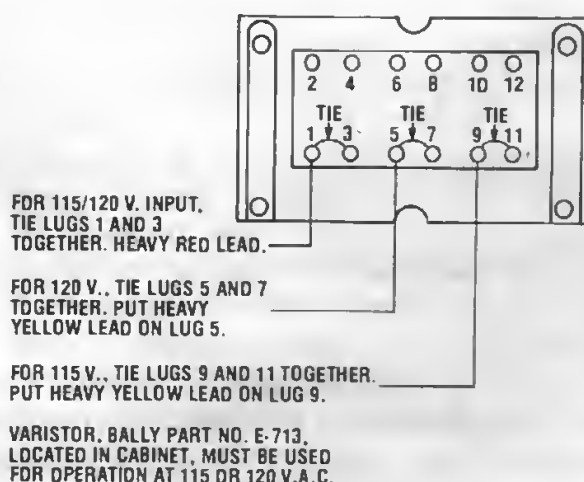 2 4 6 8 10 12
TIE TIE TIE
1 3 5 7 9 11
FOR 115/120 V. INPUT,
TIE LUGS 1 AND 3
TOGETHER. HEAVY RED LEAD.
FOR 120 V., TIE LUGS 5 AND 7
TOGETHER. PUT HEAVY
YELLOW LEAD ON LUG 5.
FOR 115 V., TIE LUGS 9 AND 11 TOGETHER.
PUT HEAVY YELLOW LEAD ON LUG 9.
VARISTOR, BALLY PART NO. E-713,
LOCATED IN CABINET, MUST BE USED
FOR OPERATION AT 115 OR 120 V.A.C.